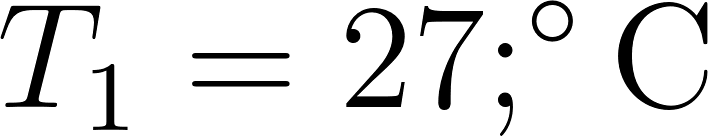 T₁ = 27;° C